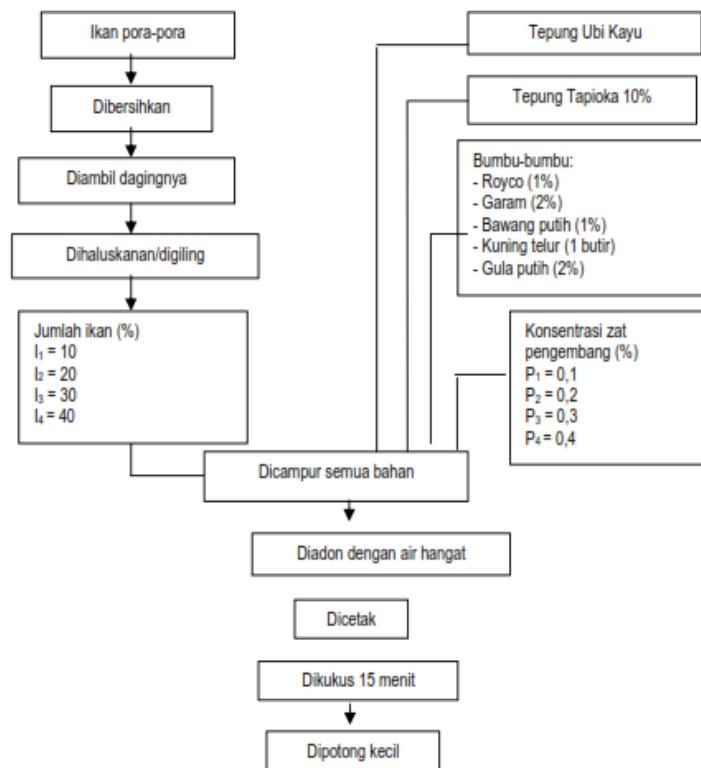 Ikan pora-pora
Dibersihkan
Diambil dagingnya
Dihaluskanan/digiling
Jumlah ikan (%)
I₁ = 10
I₂ = 20
I₃ = 30
I₄ = 40
Tepung Ubi Kayu
Tepung Tapioka 10%
Bumbu-bumbu:
- Royco (1%)
- Garam (2%)
- Bawang putih (1%)
- Kuning telur (1 butir)
- Gula putih (2%)
Konsentrasi zat
pengembang (%)
P₁ = 0,1
P₂ = 0,2
P₃ = 0,3
P₄ = 0,4
Dicampur semua bahan
Diadon dengan air hangat
Dicetak
Dikukus 15 menit
Dipotong kecil